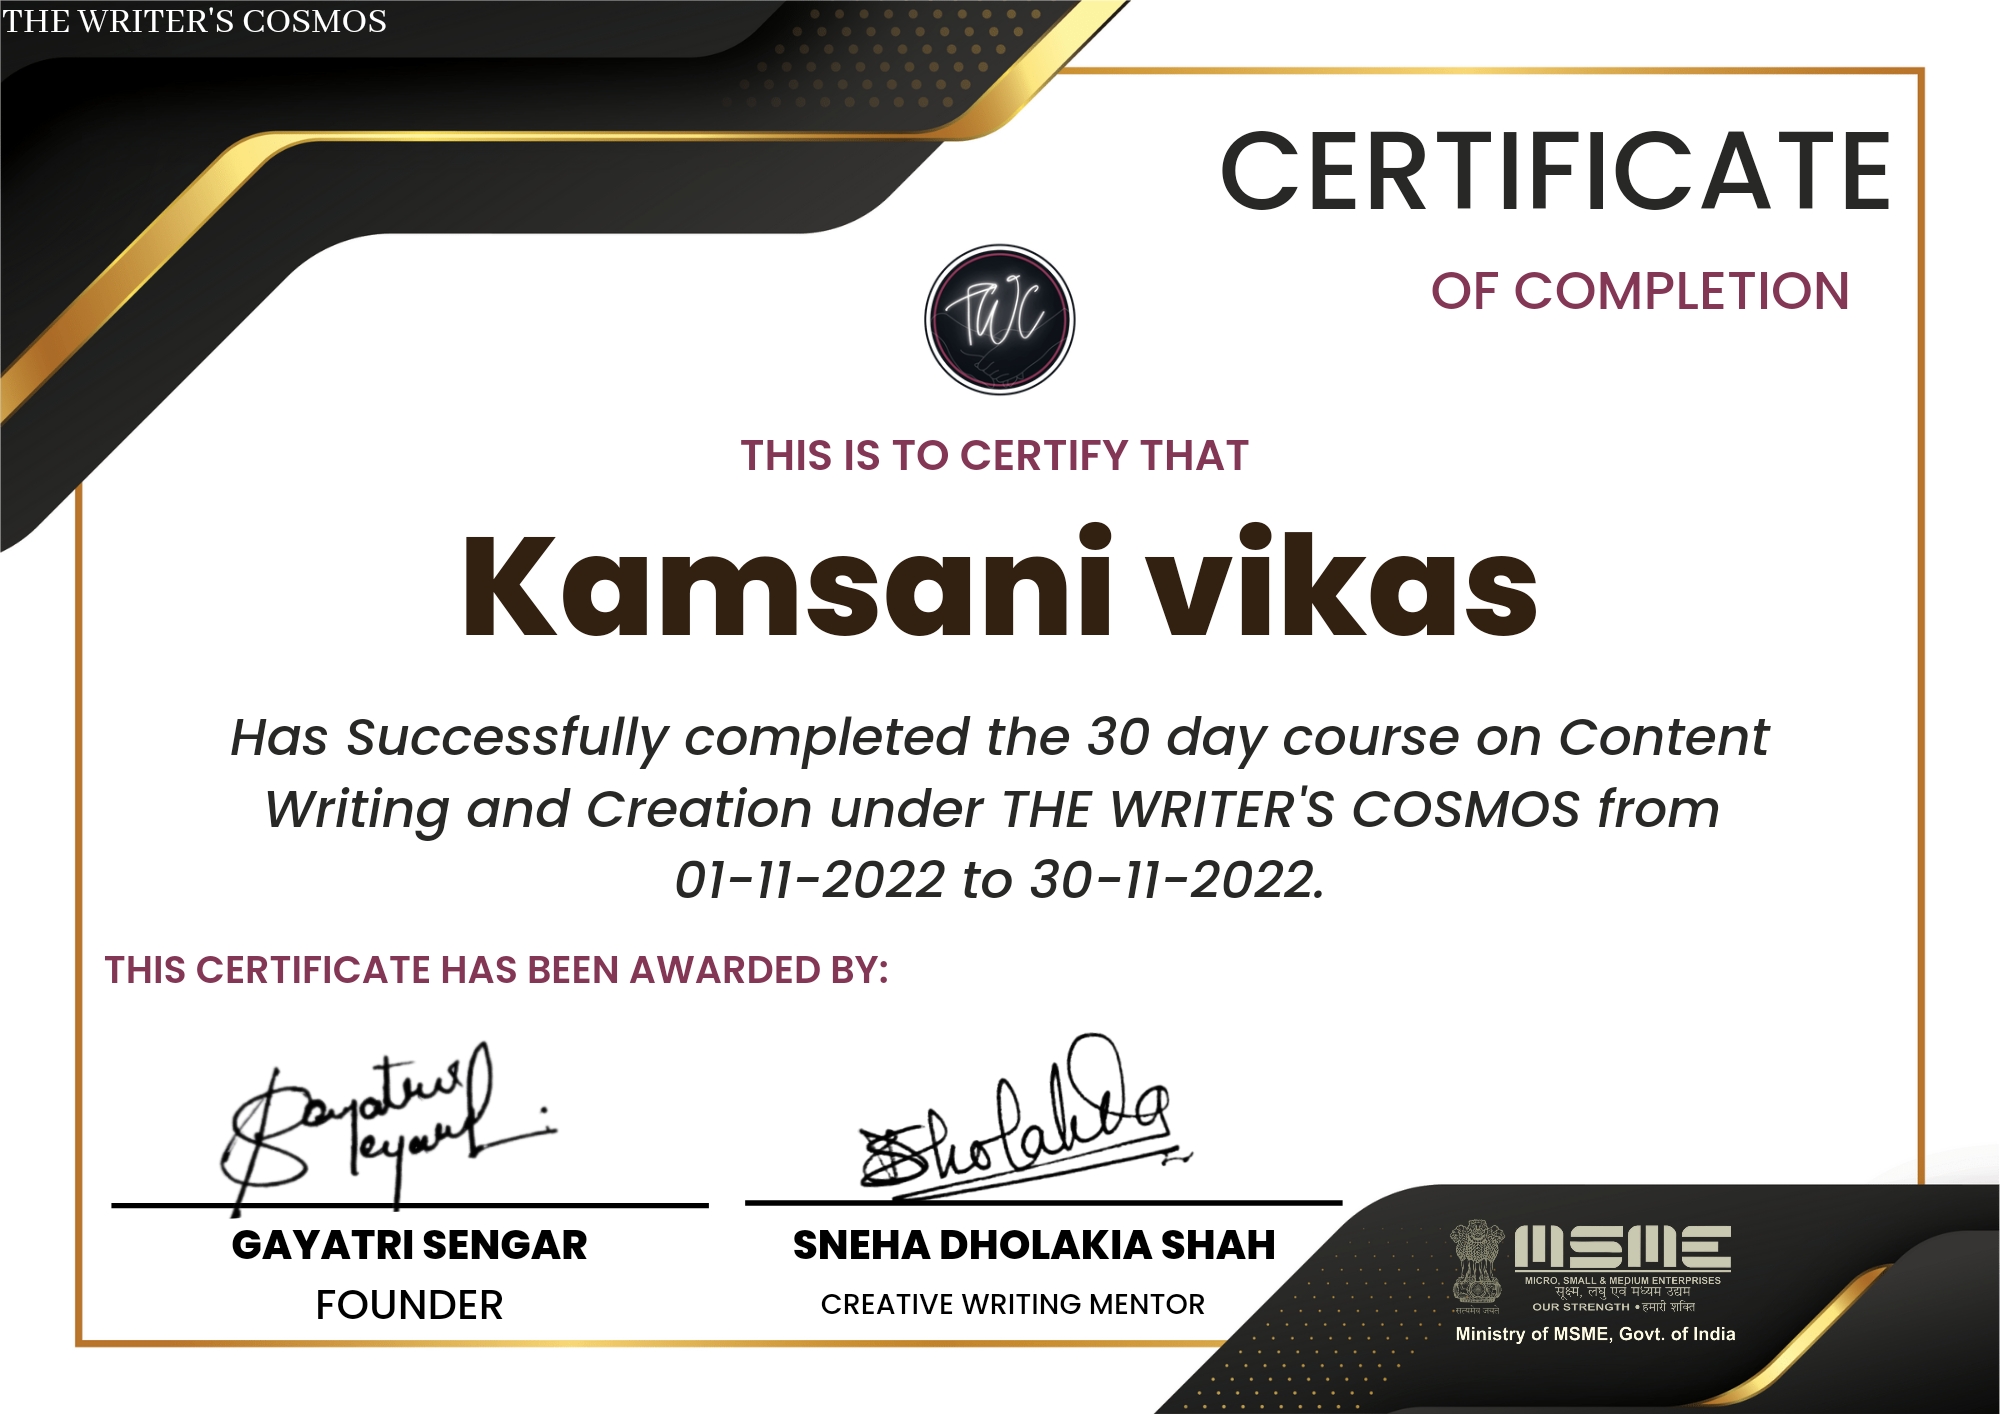 THE WRITER'S COSMOS
CERTIFICATE
OF COMPLETION
TWC
THIS IS TO CERTIFY THAT
Kamsani vikas
Has Successfully completed the 30 day course on Content
Writing and Creation under THE WRITER'S COSMOS from
01-11-2022 to 30-11-2022.
THIS CERTIFICATE HAS BEEN AWARDED BY:
Gayatri
Sengar
SDholakia
GAYATRI SENGAR
FOUNDER
SNEHA DHOLAKIA SHAH
CREATIVE WRITING MENTOR
MSME
MICRO, SMALL & MEDIUM ENTERPRISES
सूक्ष्म, लघु एवं मध्यम उद्यम
सत्यमेव जयते
OUR STRENGTH • हमारी शक्ति
Ministry of MSME, Govt. of India